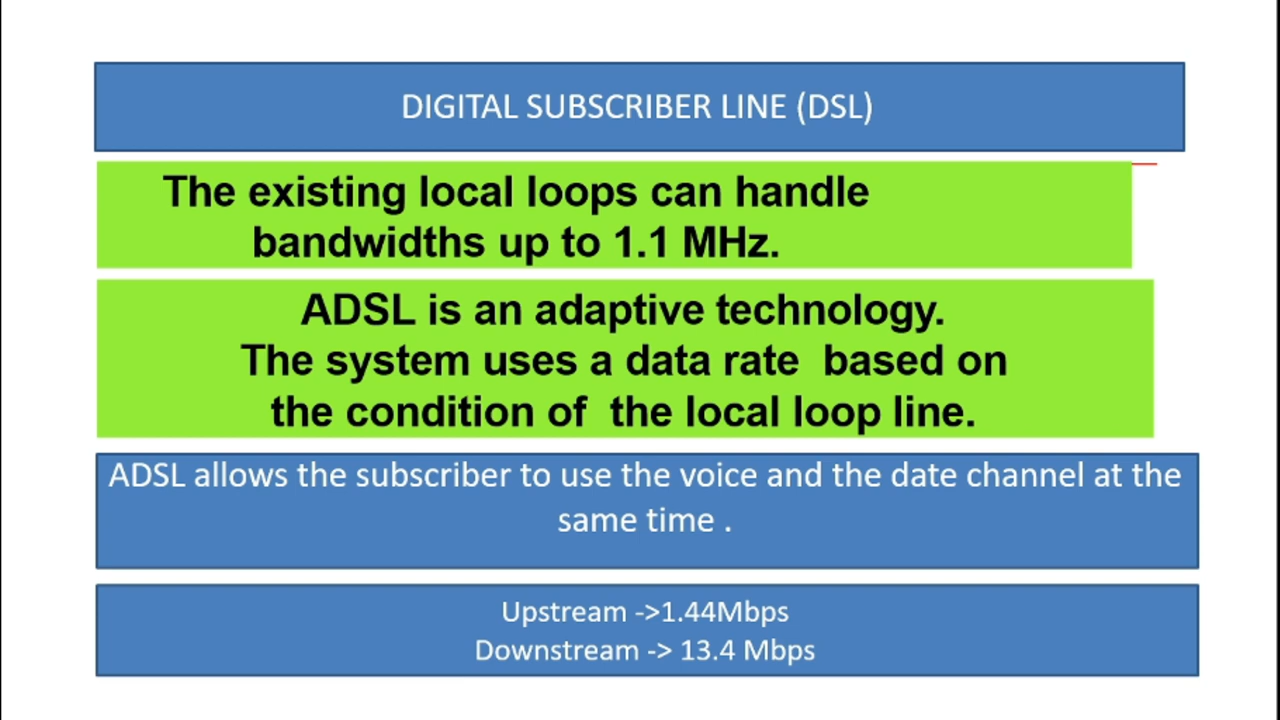 DIGITAL SUBSCRIBER LINE (DSL)
The existing local loops can handle
bandwidths up to 1.1 MHz.
ADSL is an adaptive technology.
The system uses a data rate  based on
the condition of  the local loop line.
ADSL allows the subscriber to use the voice and the date channel at the
same time .
Upstream ->1.44Mbps
Downstream -> 13.4 Mbps